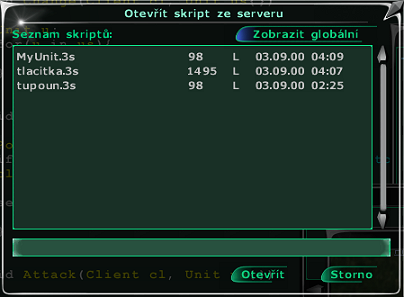 Otevřít skript ze serveru
Seznam skriptů:
Zobrazit globální
MyUnit.3s 98 L 03.09.00 04:09
tlacitka.3s 1495 L 03.09.00 04:07
tupoun.3s 98 L 03.09.00 02:25
Attack(Client cl, Unit
Otevřít
Storno